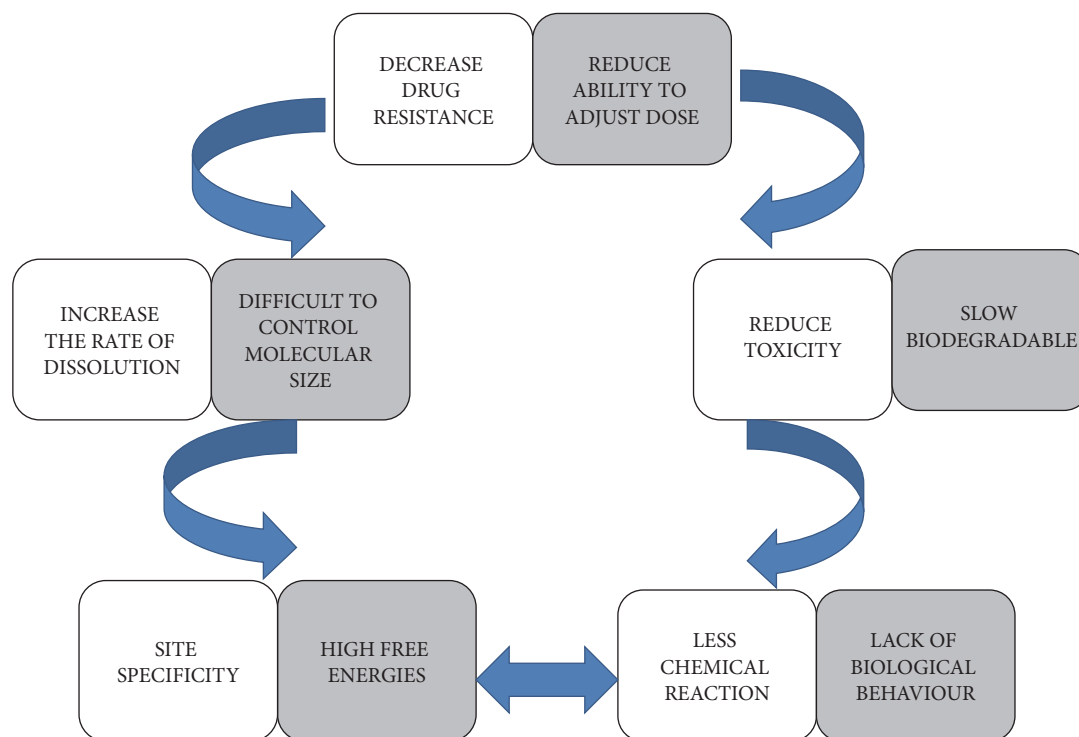 DECREASE
DRUG
RESISTANCE
REDUCE
ABILITY TO
ADJUST DOSE
INCREASE
THE RATE OF
DISSOLUTION
DIFFICULT TO
CONTROL
MOLECULAR
SIZE
REDUCE
TOXICITY
SLOW
BIODEGRADABLE
SITE
SPECIFICITY
HIGH FREE
ENERGIES
LESS
CHEMICAL
REACTION
LACK OF
BIOLOGICAL
BEHAVIOUR